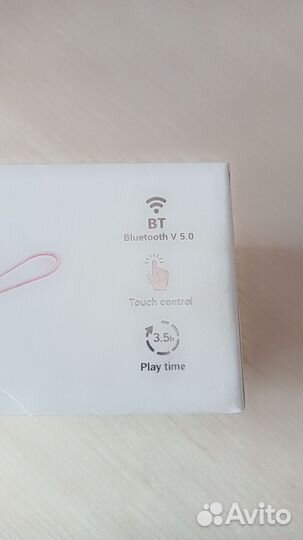 BT
Bluetooth V 5.0
Touch control
3.5h
Play time
Avito